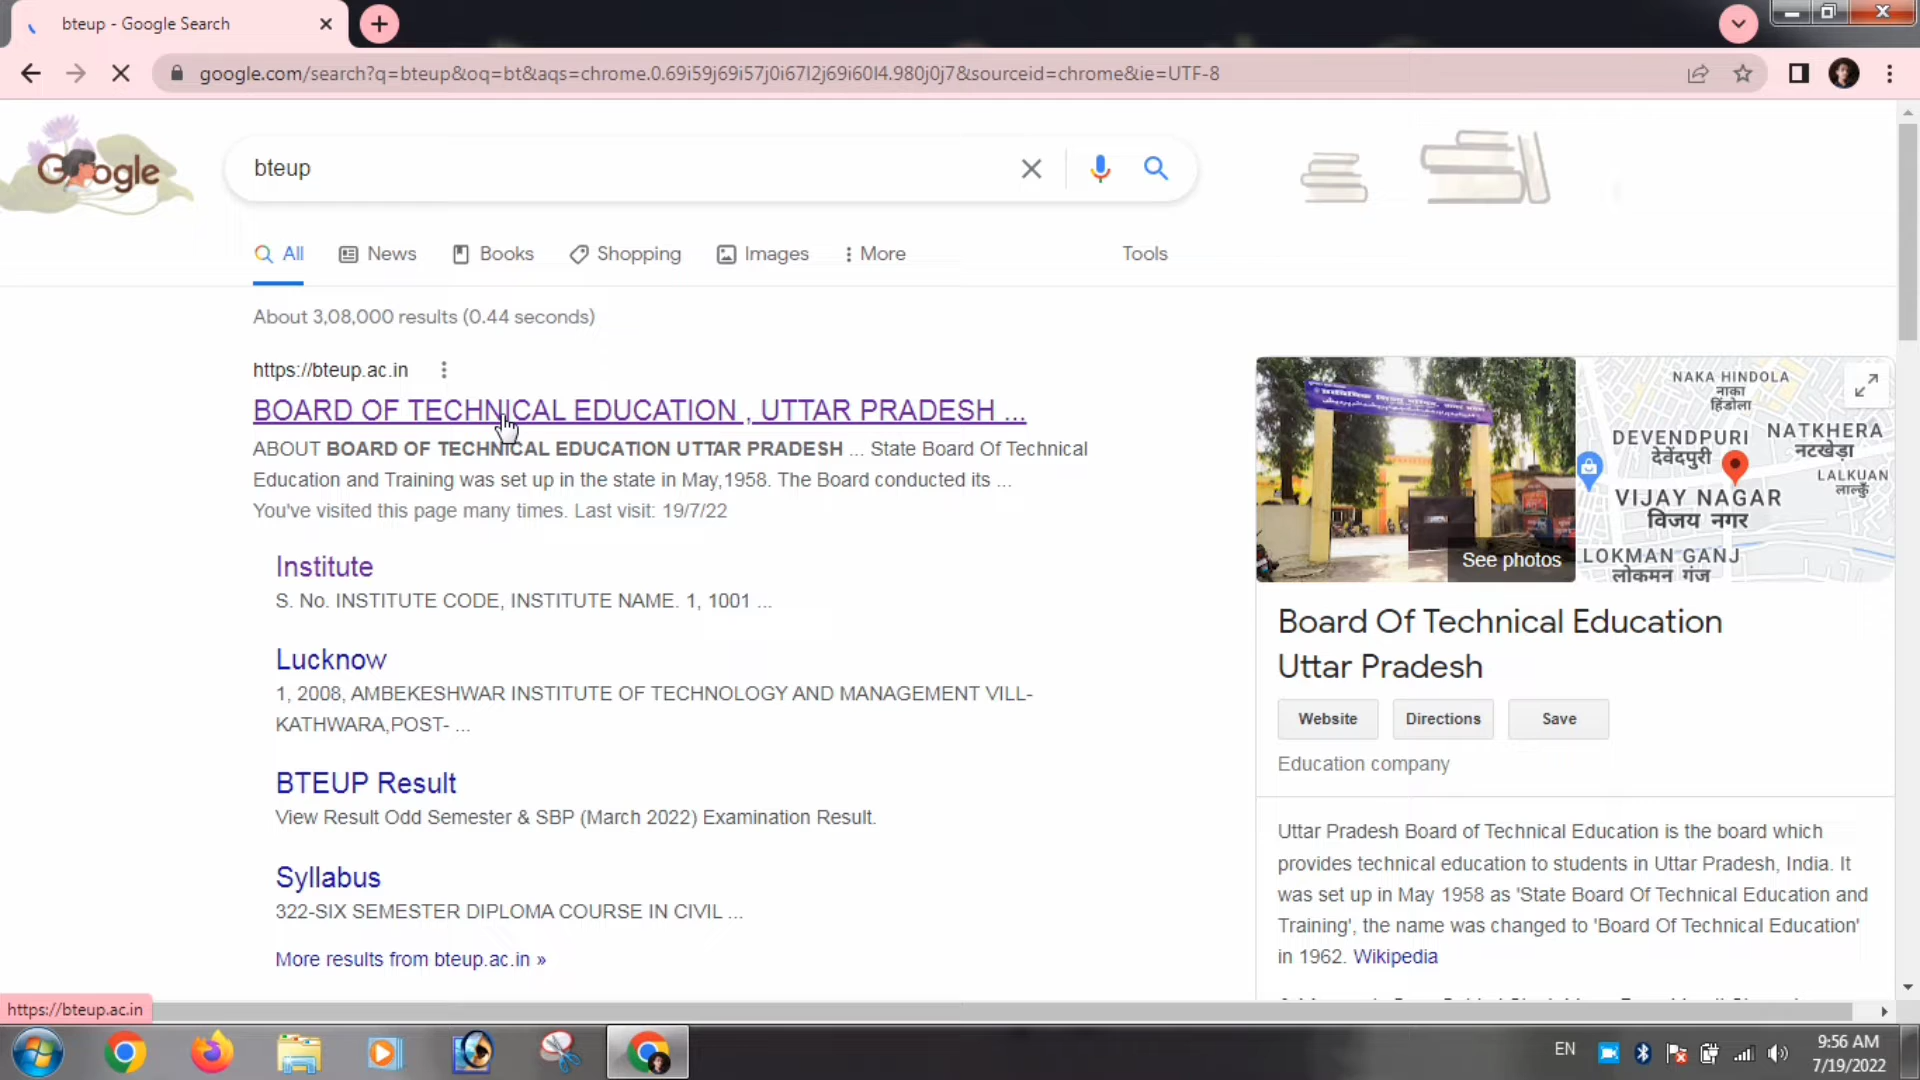 bteup - Google Search
google.com/search?q=bteup&oq=bt&aqs=chrome.0.69i59j69i57j0i67l2j69i60l4.980j0j7&sourceid=chrome&ie=UTF-8
Google
bteup
All
News
Books
Shopping
Images
More
Tools
About 3,08,000 results (0.44 seconds)
https://bteup.ac.in
BOARD OF TECHNICAL EDUCATION , UTTAR PRADESH ...
ABOUT BOARD OF TECHNICAL EDUCATION UTTAR PRADESH ... State Board Of Technical
Education and Training was set up in the state in May,1958. The Board conducted its ...
You've visited this page many times. Last visit: 19/7/22
Institute
S. No. INSTITUTE CODE, INSTITUTE NAME. 1, 1001 ...
Lucknow
1, 2008, AMBEKESHWAR INSTITUTE OF TECHNOLOGY AND MANAGEMENT VILL-
KATHWARA,POST- ...
BTEUP Result
View Result Odd Semester & SBP (March 2022) Examination Result.
Syllabus
322-SIX SEMESTER DIPLOMA COURSE IN CIVIL ...
More results from bteup.ac.in »
See photos
NAKA HINDOLA
नाका
हिंडोला
DEVENDPURI
देवेंदपुरी
NATKHERA
नटखेड़ा
LALKUAN
लालकुँ
VIJAY NAGAR
विजय नगर
LOKMAN GANJ
लोकमन गंज
Board Of Technical Education
Uttar Pradesh
Website
Directions
Save
Education company
Uttar Pradesh Board of Technical Education is the board which
provides technical education to students in Uttar Pradesh, India. It
was set up in May 1958 as 'State Board Of Technical Education and
Training', the name was changed to 'Board Of Technical Education'
in 1962. Wikipedia
https://bteup.ac.in
EN
9:56 AM
7/19/2022